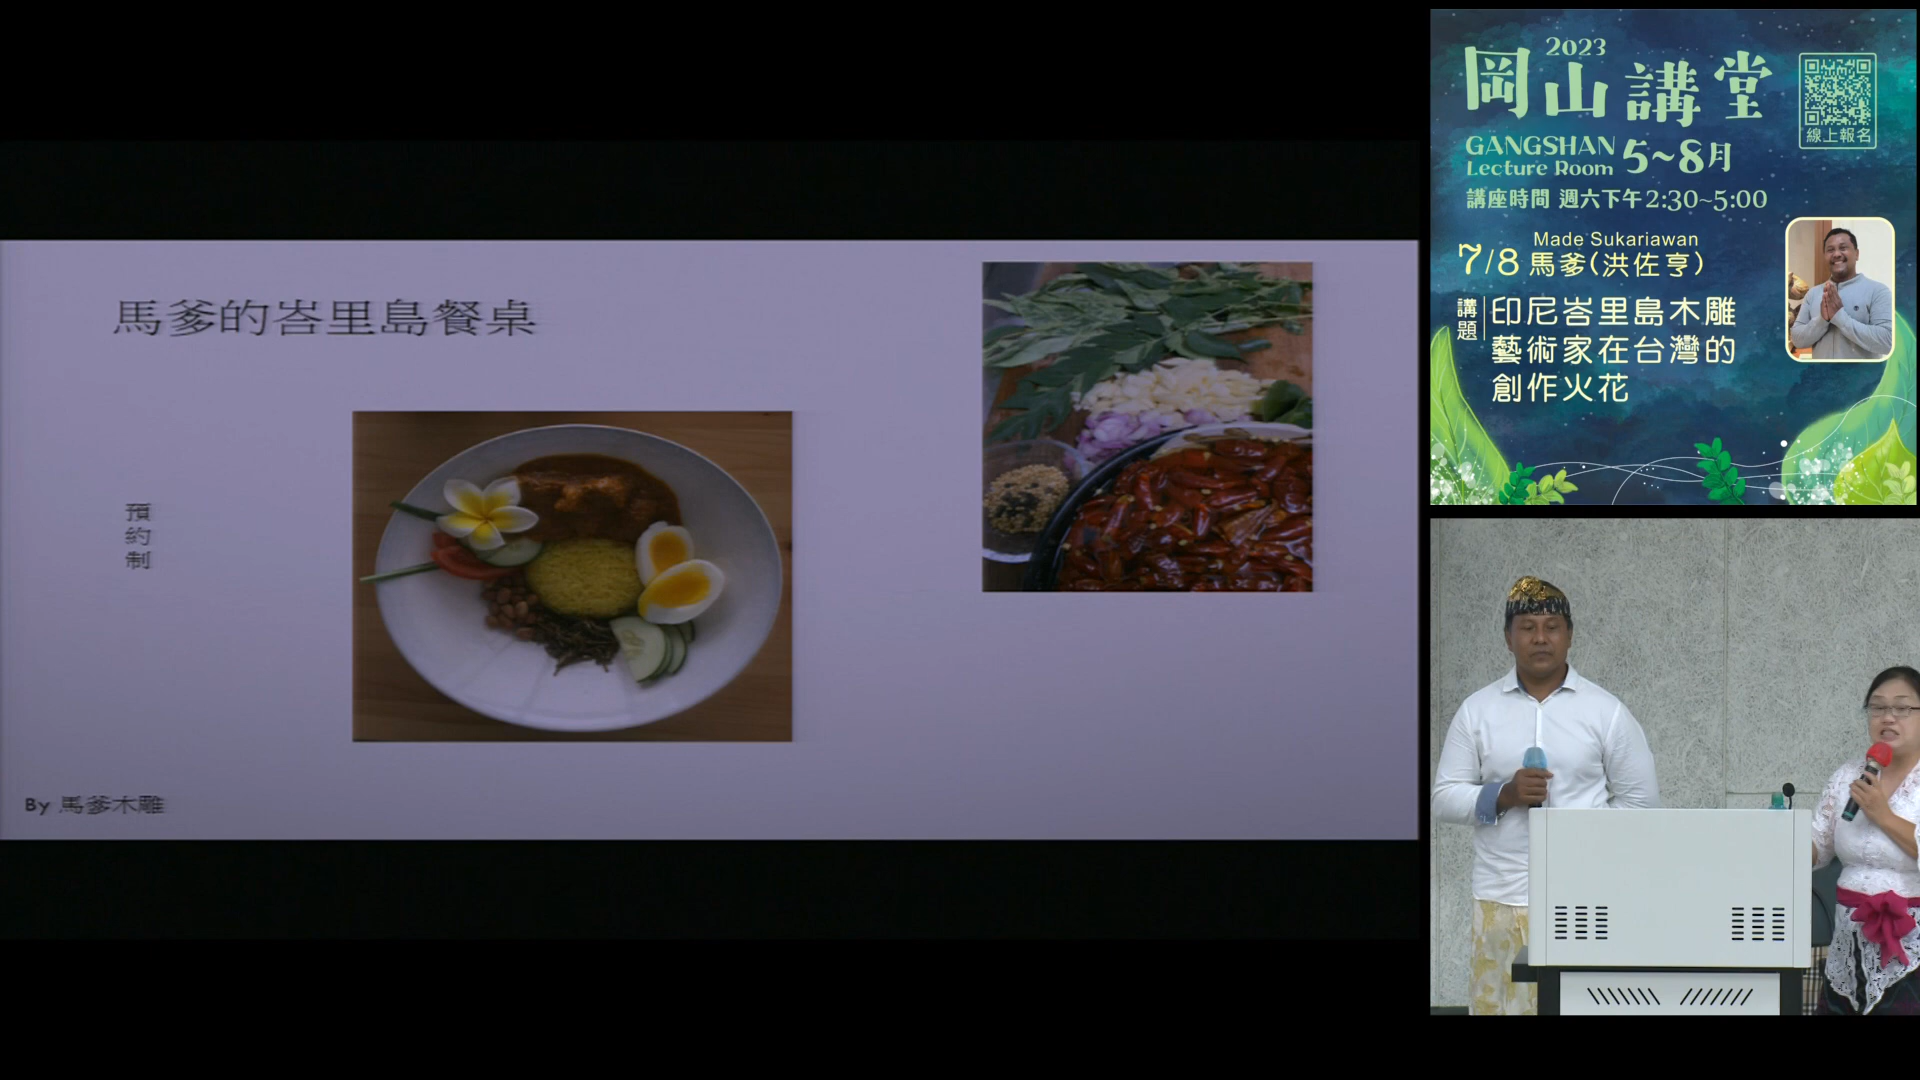 馬爹的峇里島餐桌
預約制
By 馬爹木雕
2023
岡山講堂
線上報名
GANGSHAN
Lecture Room 5~8月
講座時間 週六下午2:30~5:00
Made Sukariawan
7/8 馬爹(洪佐亨)
講題 印尼峇里島木雕
藝術家在台灣的
創作火花